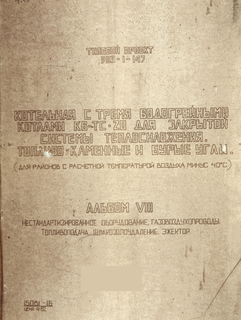 ТИПОВОЙ ПРОЕКТ
903-1-147
КОТЕЛЬНАЯ С ТРЕМЯ ВОДОГРЕЙНЫМИ
КОТЛАМИ КВ-ТС-20 ДЛЯ ЗАКРЫТОЙ
СИСТЕМЫ ТЕПЛОСНАБЖЕНИЯ
ТОПЛИВО-КАМЕННЫЕ И БУРЫЕ УГЛИ.
(ДЛЯ РАЙОНОВ С РАСЧЕТНОЙ ТЕМПЕРАТУРОЙ ВОЗДУХА МИНУС 40°С)
АЛЬБОМ VIII
НЕСТАНДАРТИЗИРОВАННОЕ ОБОРУДОВАНИЕ, ГАЗОВОЗДУХОПРОВОДЫ.
ТОПЛИВОПОДАЧА. ШЛАКОЗОЛОУДАЛЕНИЕ. ЭЖЕКТОР.